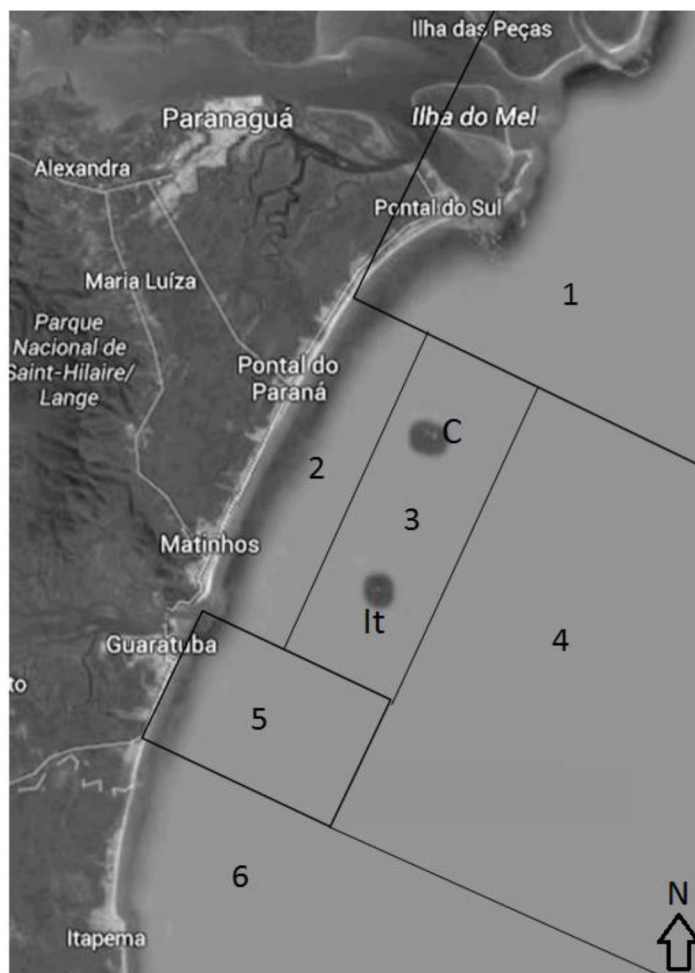 Ilha das Peças
Paranaguá
Ilha do Mel
Alexandra
Pontal do Sul
Maria Luíza
1
Parque
Nacional de
Saint-Hilaire/
Lange
Pontal do
Paraná
C
2
3
Matinhos
It
Guaratuba
4
to
5
6
N
Itapema